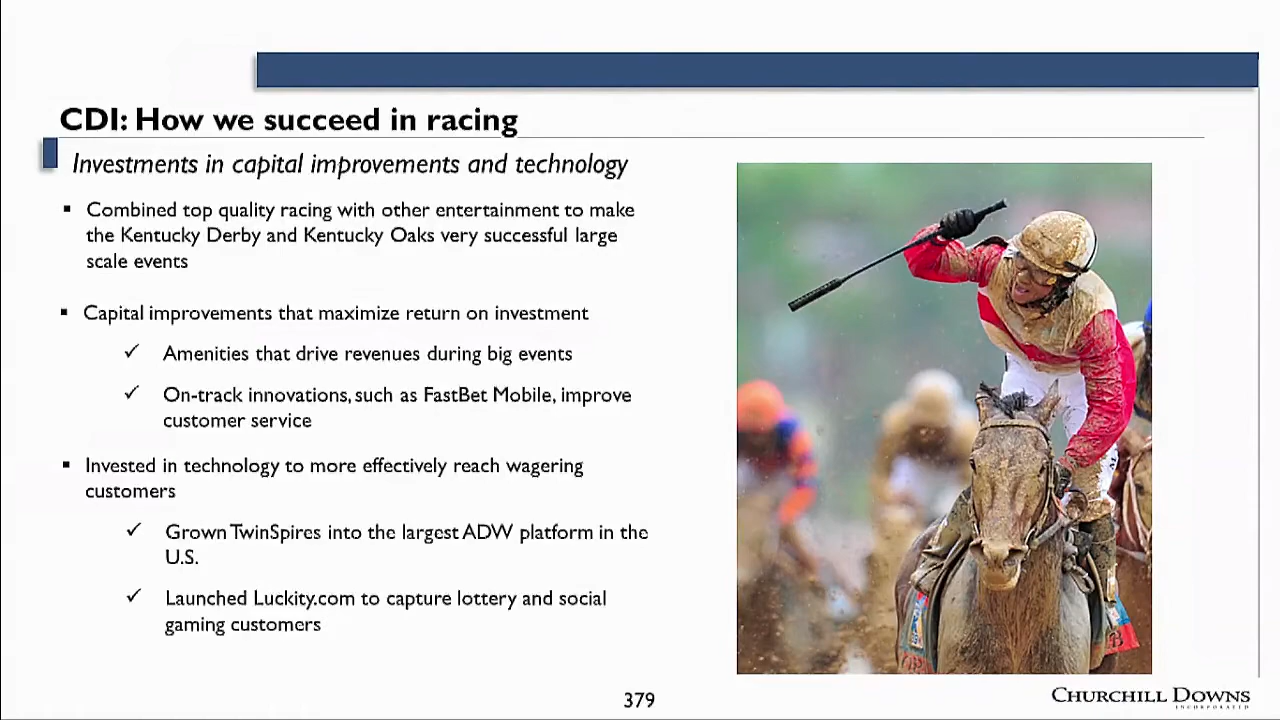 CDI: How we succeed in racing
Investments in capital improvements and technology
▪ Combined top quality racing with other entertainment to make
the Kentucky Derby and Kentucky Oaks very successful large
scale events
▪ Capital improvements that maximize return on investment
✓ Amenities that drive revenues during big events
✓ On-track innovations, such as FastBet Mobile, improve
customer service
▪ Invested in technology to more effectively reach wagering
customers
✓ Grown TwinSpires into the largest ADW platform in the
U.S.
✓ Launched Luckity.com to capture lottery and social
gaming customers
379
CHURCHILL DOWNS
INCORPORATED